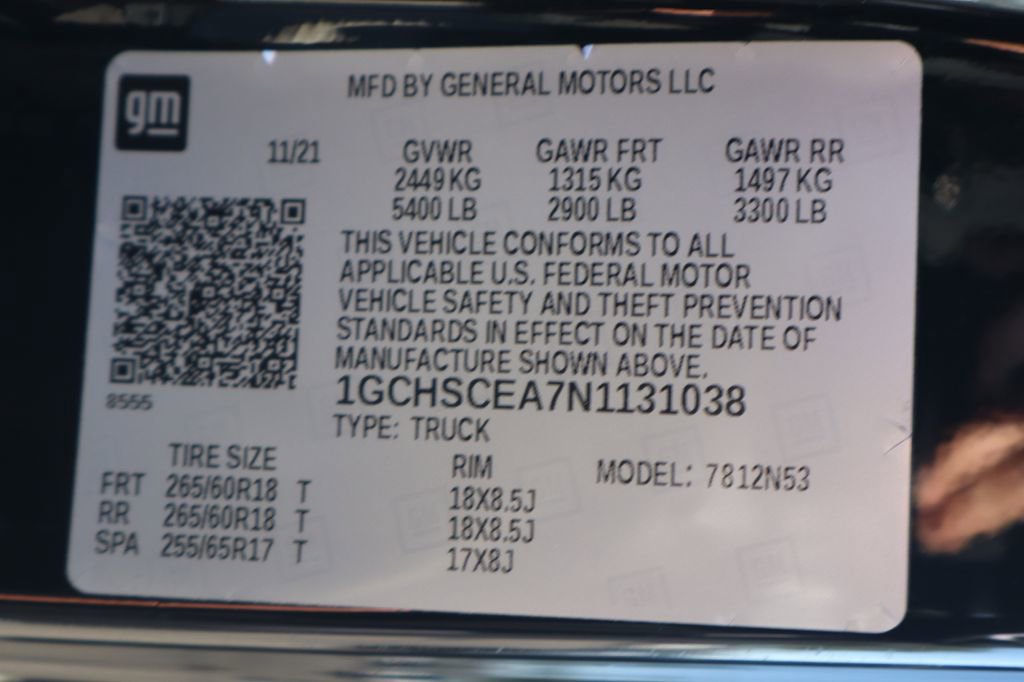 gm
MFD BY GENERAL MOTORS LLC
11/21 GVWR GAWR FRT GAWR RR
2449 KG 1315 KG 1497 KG
5400 LB 2900 LB 3300 LB
THIS VEHICLE CONFORMS TO ALL
APPLICABLE U.S. FEDERAL MOTOR
VEHICLE SAFETY AND THEFT PREVENTION
STANDARDS IN EFFECT ON THE DATE OF
MANUFACTURE SHOWN ABOVE.
8555
1GCHSCEA7N1131038
TYPE: TRUCK
TIRE SIZE RIM MODEL: 7812N53
FRT 265/60R18 T 18X8.5J
RR 265/60R18 T 18X8.5J
SPA 255/65R17 T 17X8J